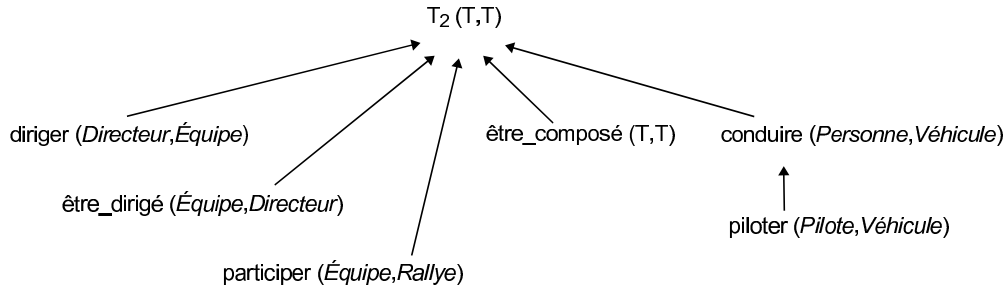 T2 (T,T)
diriger (Directeur,Équipe)
être_composé (T,T)
conduire (Personne,Véhicule)
être_dirigé (Équipe,Directeur)
piloter (Pilote,Véhicule)
participer (Équipe,Rallye)